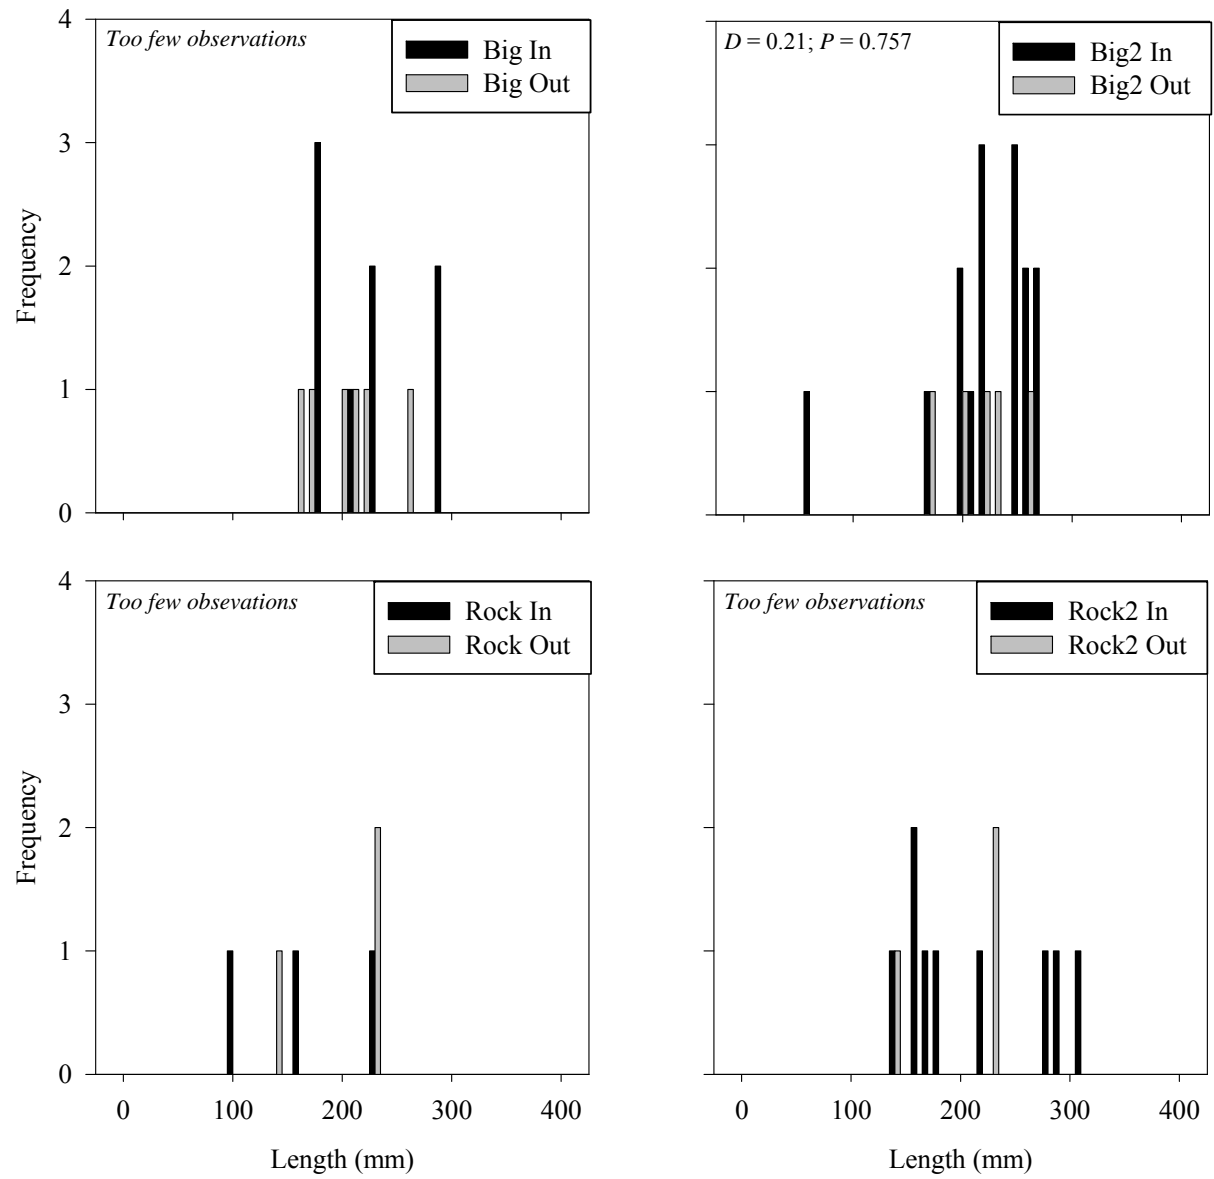 Too few observations
Big In
Big Out
4
3
2
1
0
Frequency
D = 0.21; P = 0.757
Big2 In
Big2 Out
Too few obsevations
Rock In
Rock Out
4
3
2
1
0
Frequency
0 100 200 300 400
Length (mm)
Too few observations
Rock2 In
Rock2 Out
0 100 200 300 400
Length (mm)